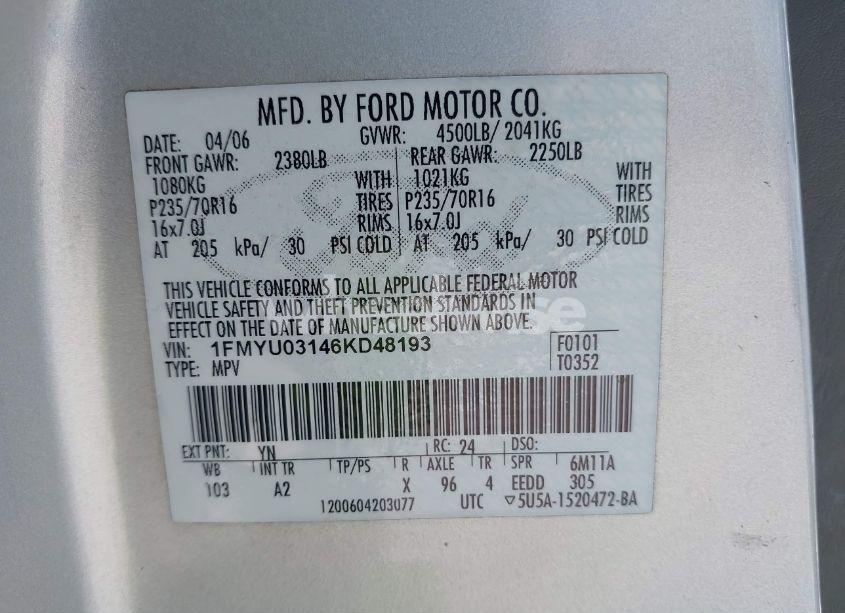 MFD. BY FORD MOTOR CO.
DATE: 04/06 GVWR: 4500LB/ 2041KG
FRONT GAWR: 2380LB REAR GAWR: 2250LB
1080KG WITH 1021KG WITH
P235/70R16 TIRES P235/70R16 TIRES
16x7.0J RIMS 16x7.0J RIMS
AT 205 kPa/ 30 PSI COLD AT 205 kPa/ 30 PSI COLD
THIS VEHICLE CONFORMS TO ALL APPLICABLE FEDERAL MOTOR
VEHICLE SAFETY AND THEFT PREVENTION STANDARDS IN
EFFECT ON THE DATE OF MANUFACTURE SHOWN ABOVE.
VIN: 1FMYU03146KD48193 F0101
TYPE: MPV T0352
EXT PNT: YN RC: 24 DSO:
WB INT TR TP/PS R AXLE TR SPR 6M11A
103 A2 X 96 4 EEDD 305
1200604203077 UTC ▽5U5A-1520472-BA